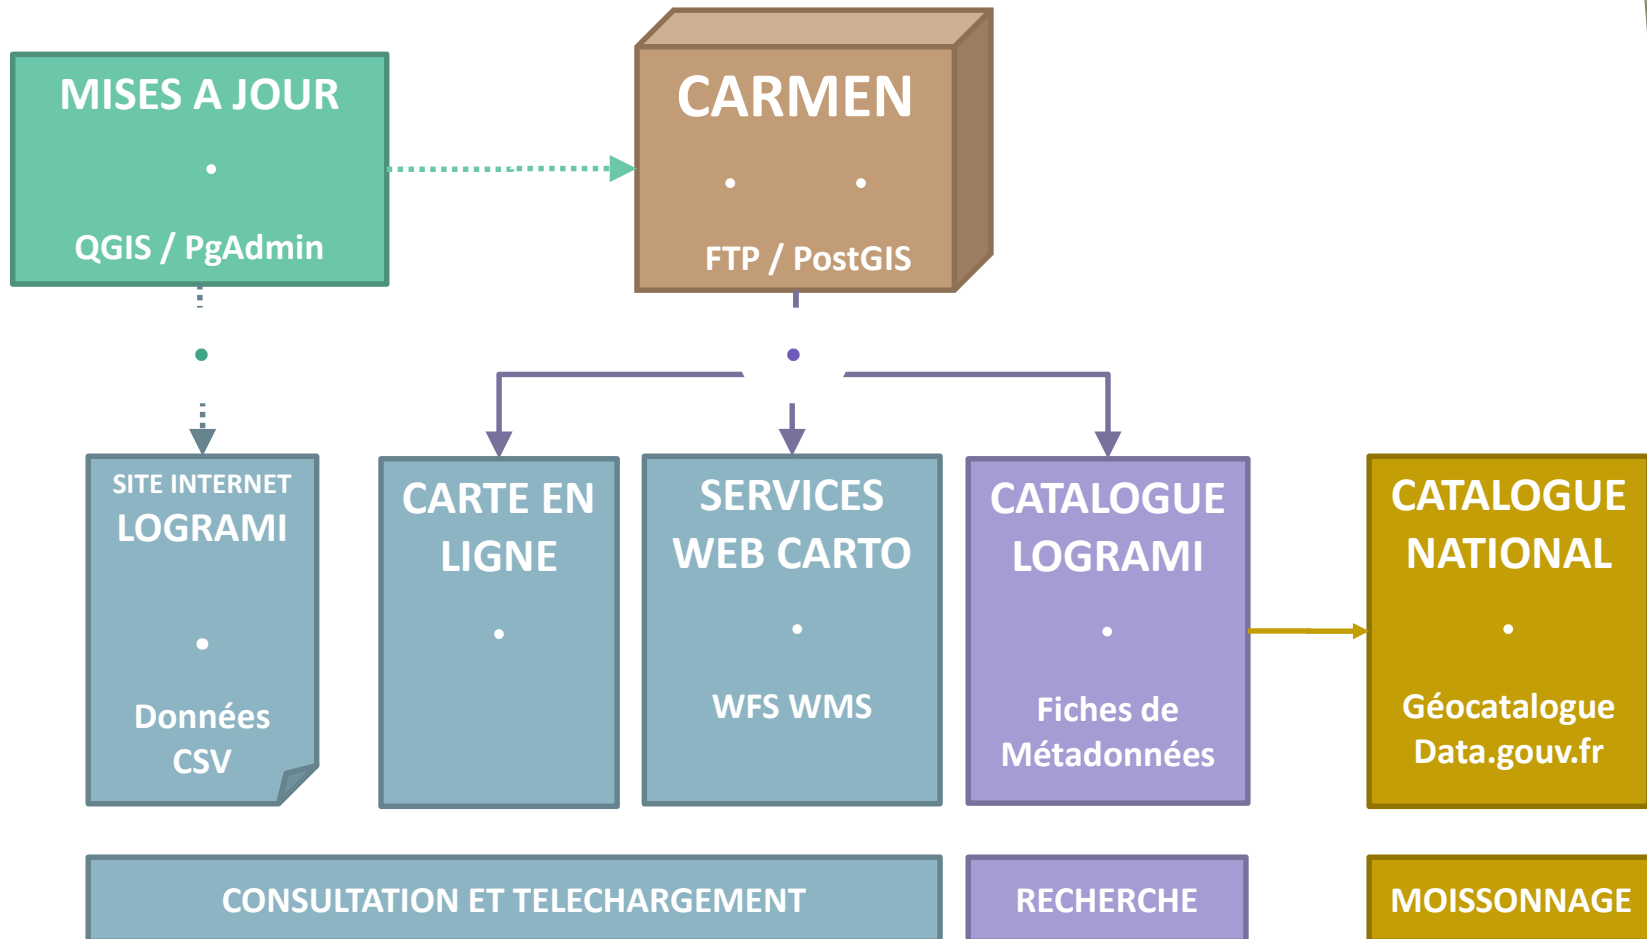 MISES A JOUR
QGIS / PgAdmin
CARMEN
FTP / PostGIS
SITE INTERNET
LOGRAMI
Données
CSV
CARTE EN
LIGNE
SERVICES
WEB CARTO
WFS WMS
CATALOGUE
LOGRAMI
Fiches de
Métadonnées
CATALOGUE
NATIONAL
Géocatalogue
Data.gouv.fr
CONSULTATION ET TELECHARGEMENT
RECHERCHE
MOISSONNAGE